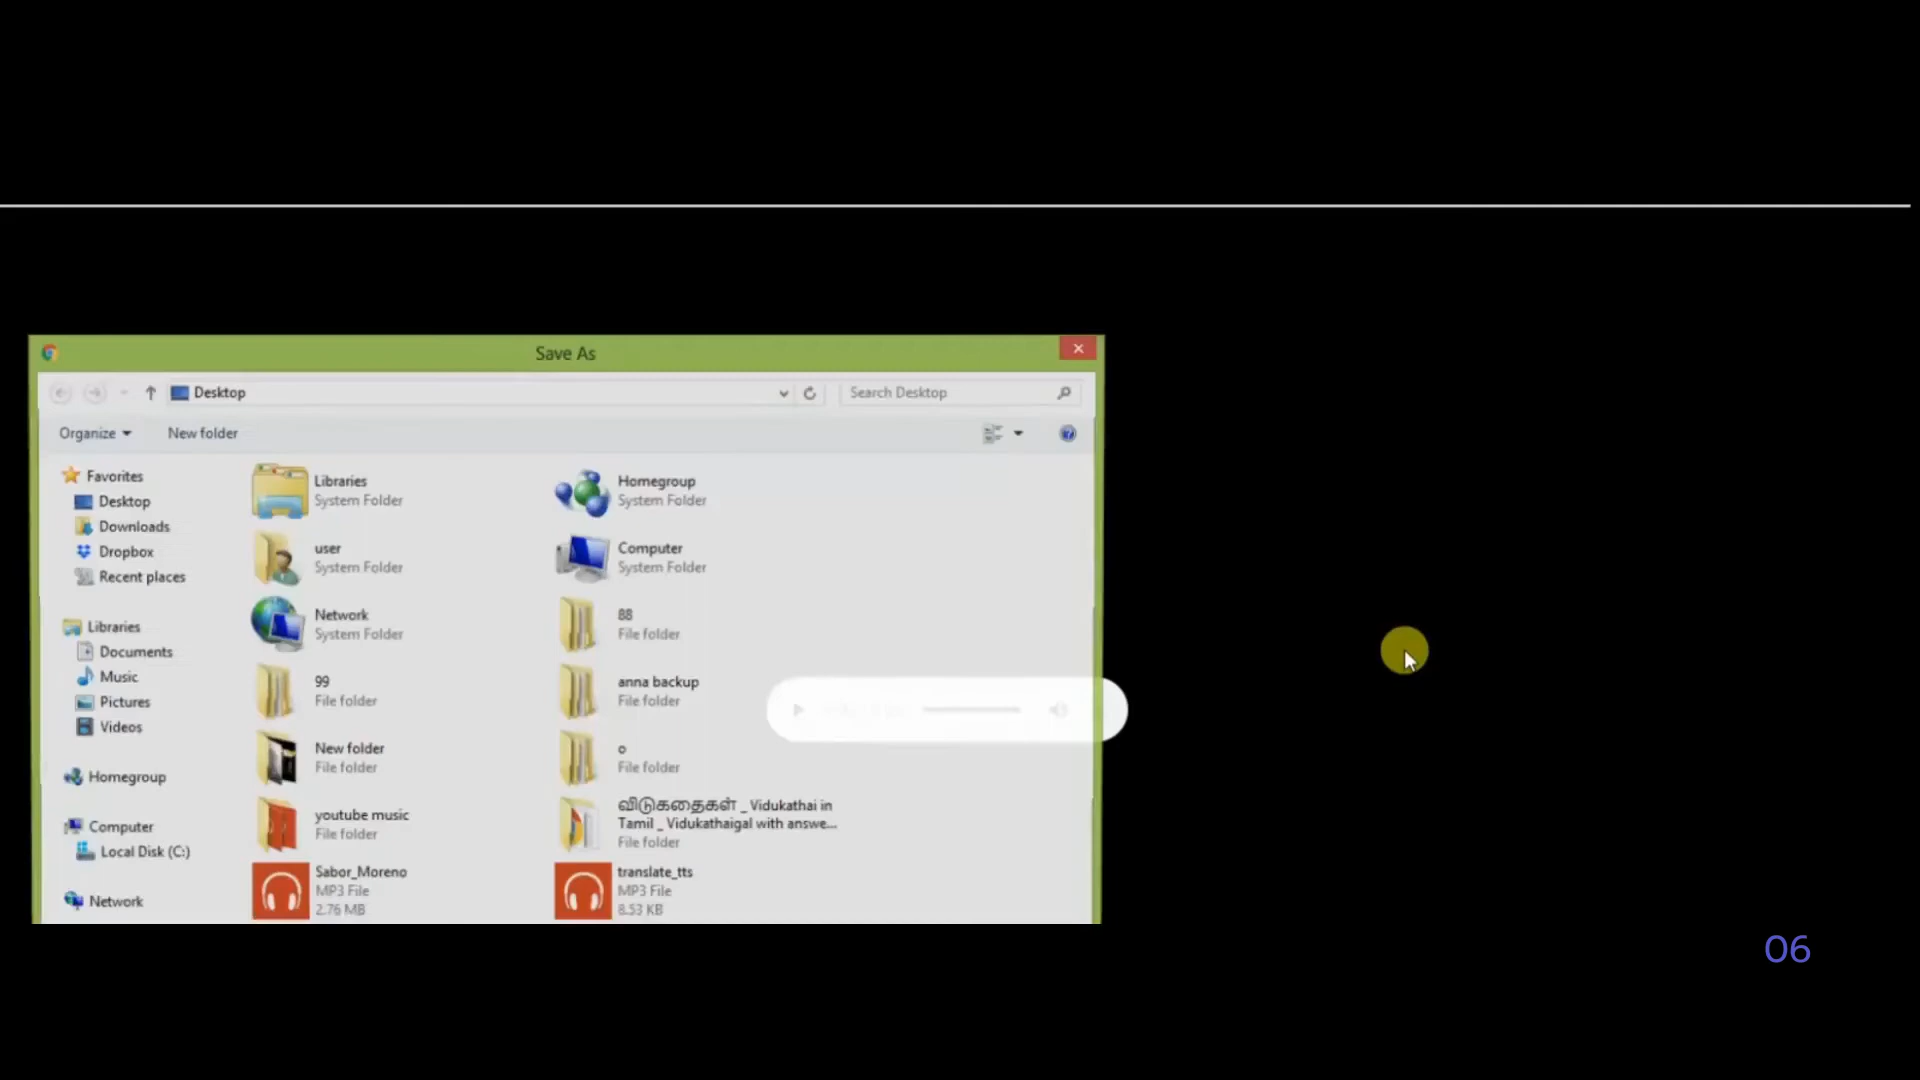 Save As
Desktop
Search Desktop
Organize
New folder
Favorites
Desktop
Downloads
Dropbox
Recent places
Libraries
Documents
Music
Pictures
Videos
Homegroup
Computer
Local Disk (C:)
Network
Libraries
System Folder
Homegroup
System Folder
user
System Folder
Computer
System Folder
Network
System Folder
88
File folder
99
File folder
anna backup
File folder
New folder
File folder
o
File folder
youtube music
File folder
விடுகதைகள் _ Vidukathai in
Tamil _ Vidukathaigal with answe...
File folder
Sabor_Moreno
MP3 File
2.76 MB
translate_tts
MP3 File
8.53 KB
06